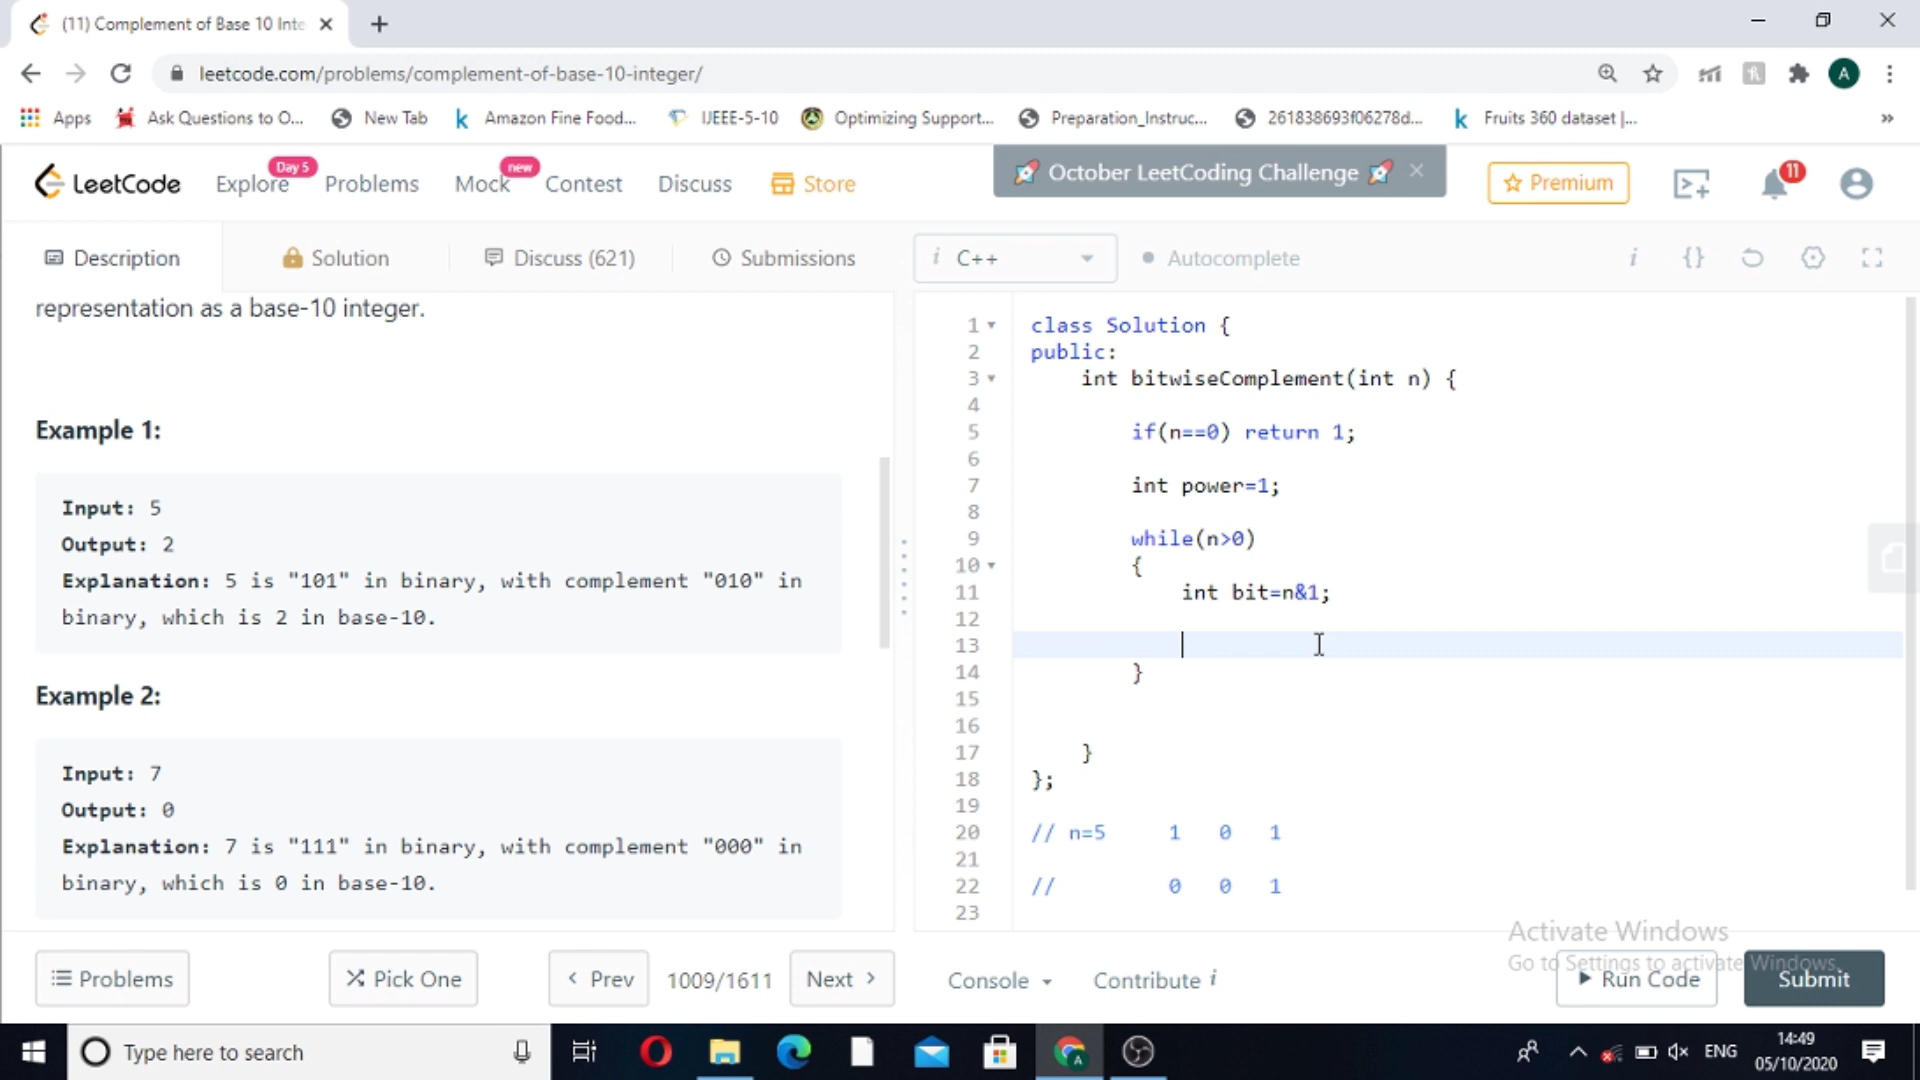 (11) Complement of Base 10 Inte
leetcode.com/problems/complement-of-base-10-integer/
A
Apps
Ask Questions to O...
New Tab
Amazon Fine Food...
IJEEE-5-10
Optimizing Support...
Preparation_Instruc...
261838693f06278d...
Fruits 360 dataset |...
»
LeetCode
Explore
Day 5
Problems
Mock
new
Contest
Discuss
Store
October LeetCoding Challenge
Premium
11
Description
Solution
Discuss (621)
Submissions
i C++
Autocomplete
i {}
representation as a base-10 integer.
Example 1:
Input: 5
Output: 2
Explanation: 5 is "101" in binary, with complement "010" in
binary, which is 2 in base-10.
Example 2:
Input: 7
Output: 0
Explanation: 7 is "111" in binary, with complement "000" in
binary, which is 0 in base-10.
1 class Solution {
2 public:
3 int bitwiseComplement(int n) {
4
5 if(n==0) return 1;
6
7 int power=1;
8
9 while(n>0)
10 {
11 int bit=n&1;
12
13
14 }
15
16
17 }
18 };
19
20 // n=5 1 0 1
21
22 // 0 0 1
23
Activate Windows
Go to Settings to activate Windows.
Problems
Pick One
Prev
1009/1611
Next
Console
Contribute i
Run Code
Submit
Type here to search
ENG
14:49
05/10/2020